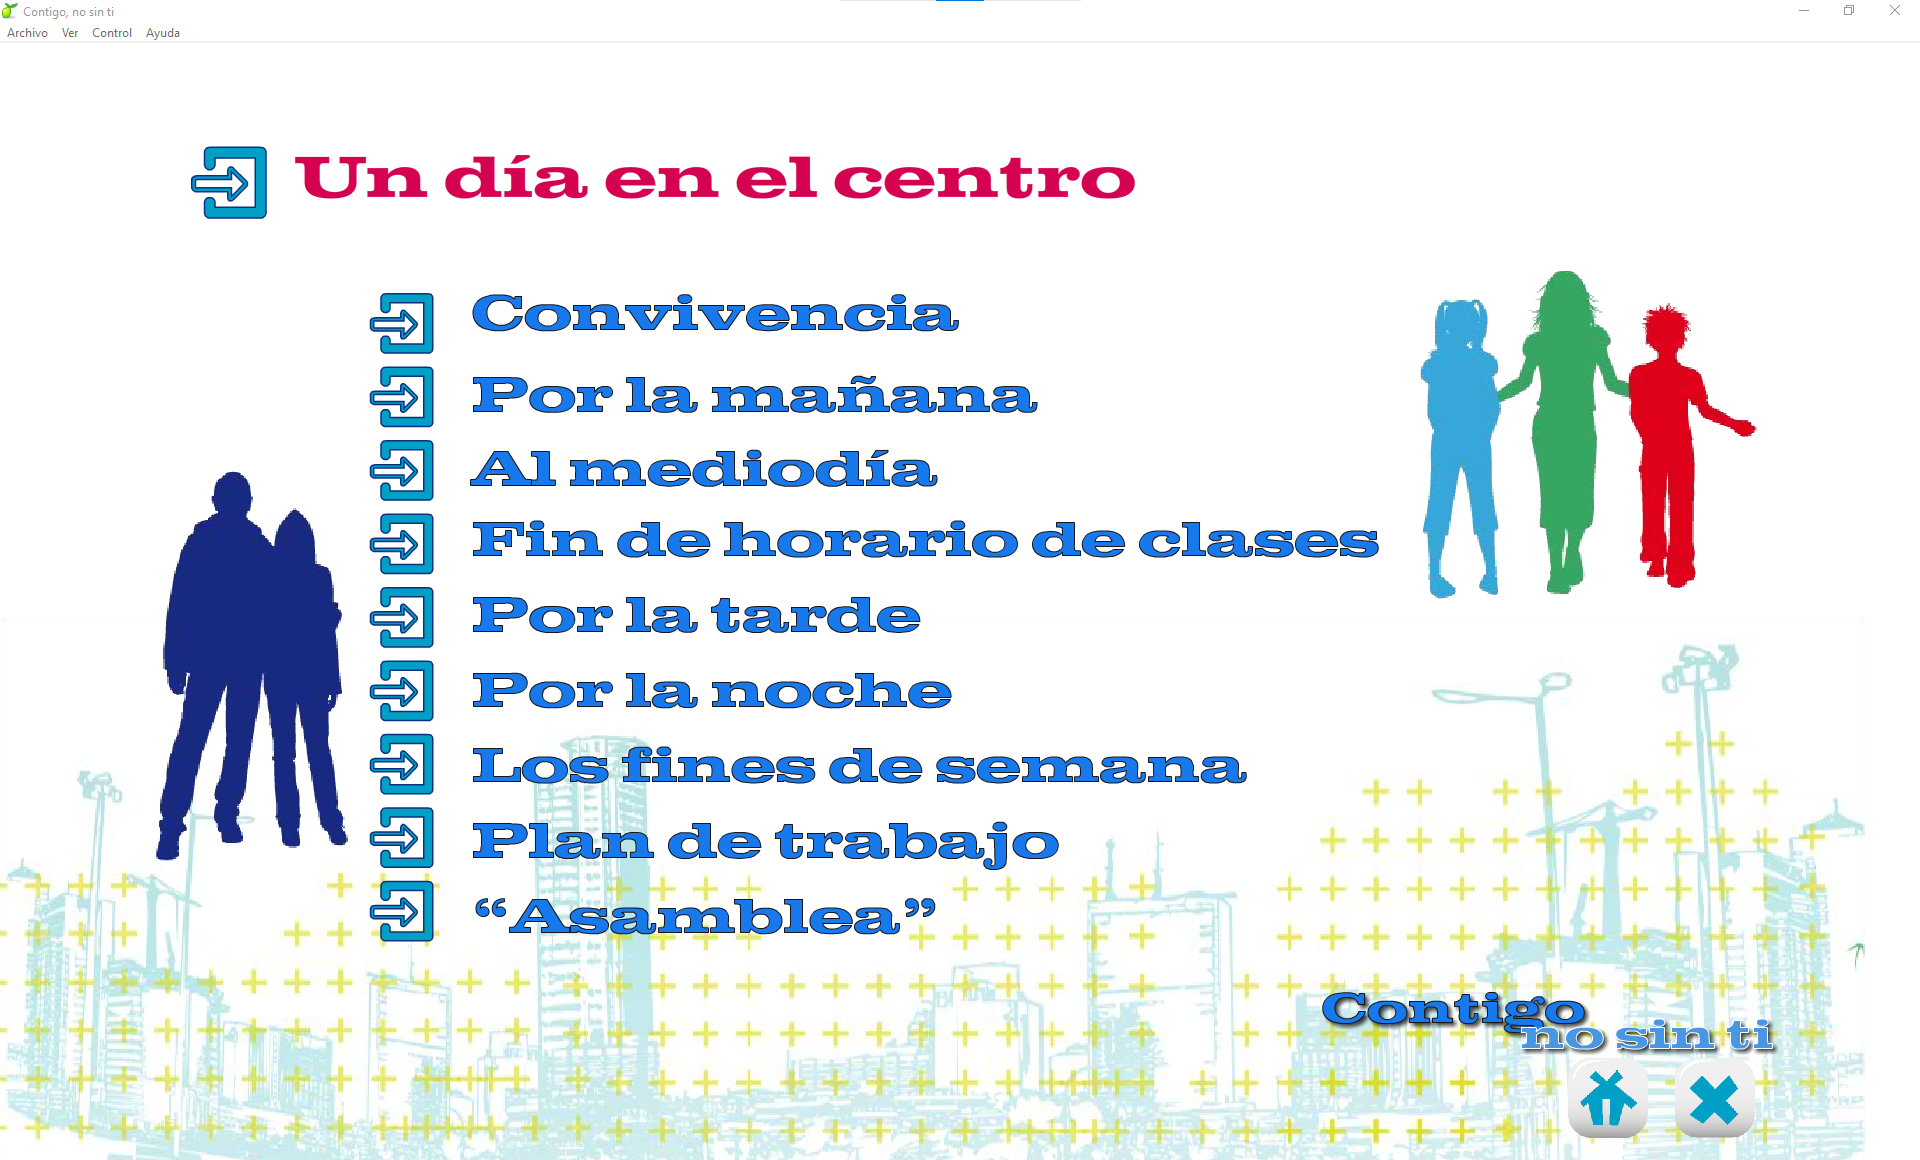 Contigo, no sin ti
Archivo Ver Control Ayuda
Un día en el centro
Convivencia
Por la mañana
Al mediodía
Fin de horario de clases
Por la tarde
Por la noche
Los fines de semana
Plan de trabajo
“Asamblea”
Contigo
no sin ti